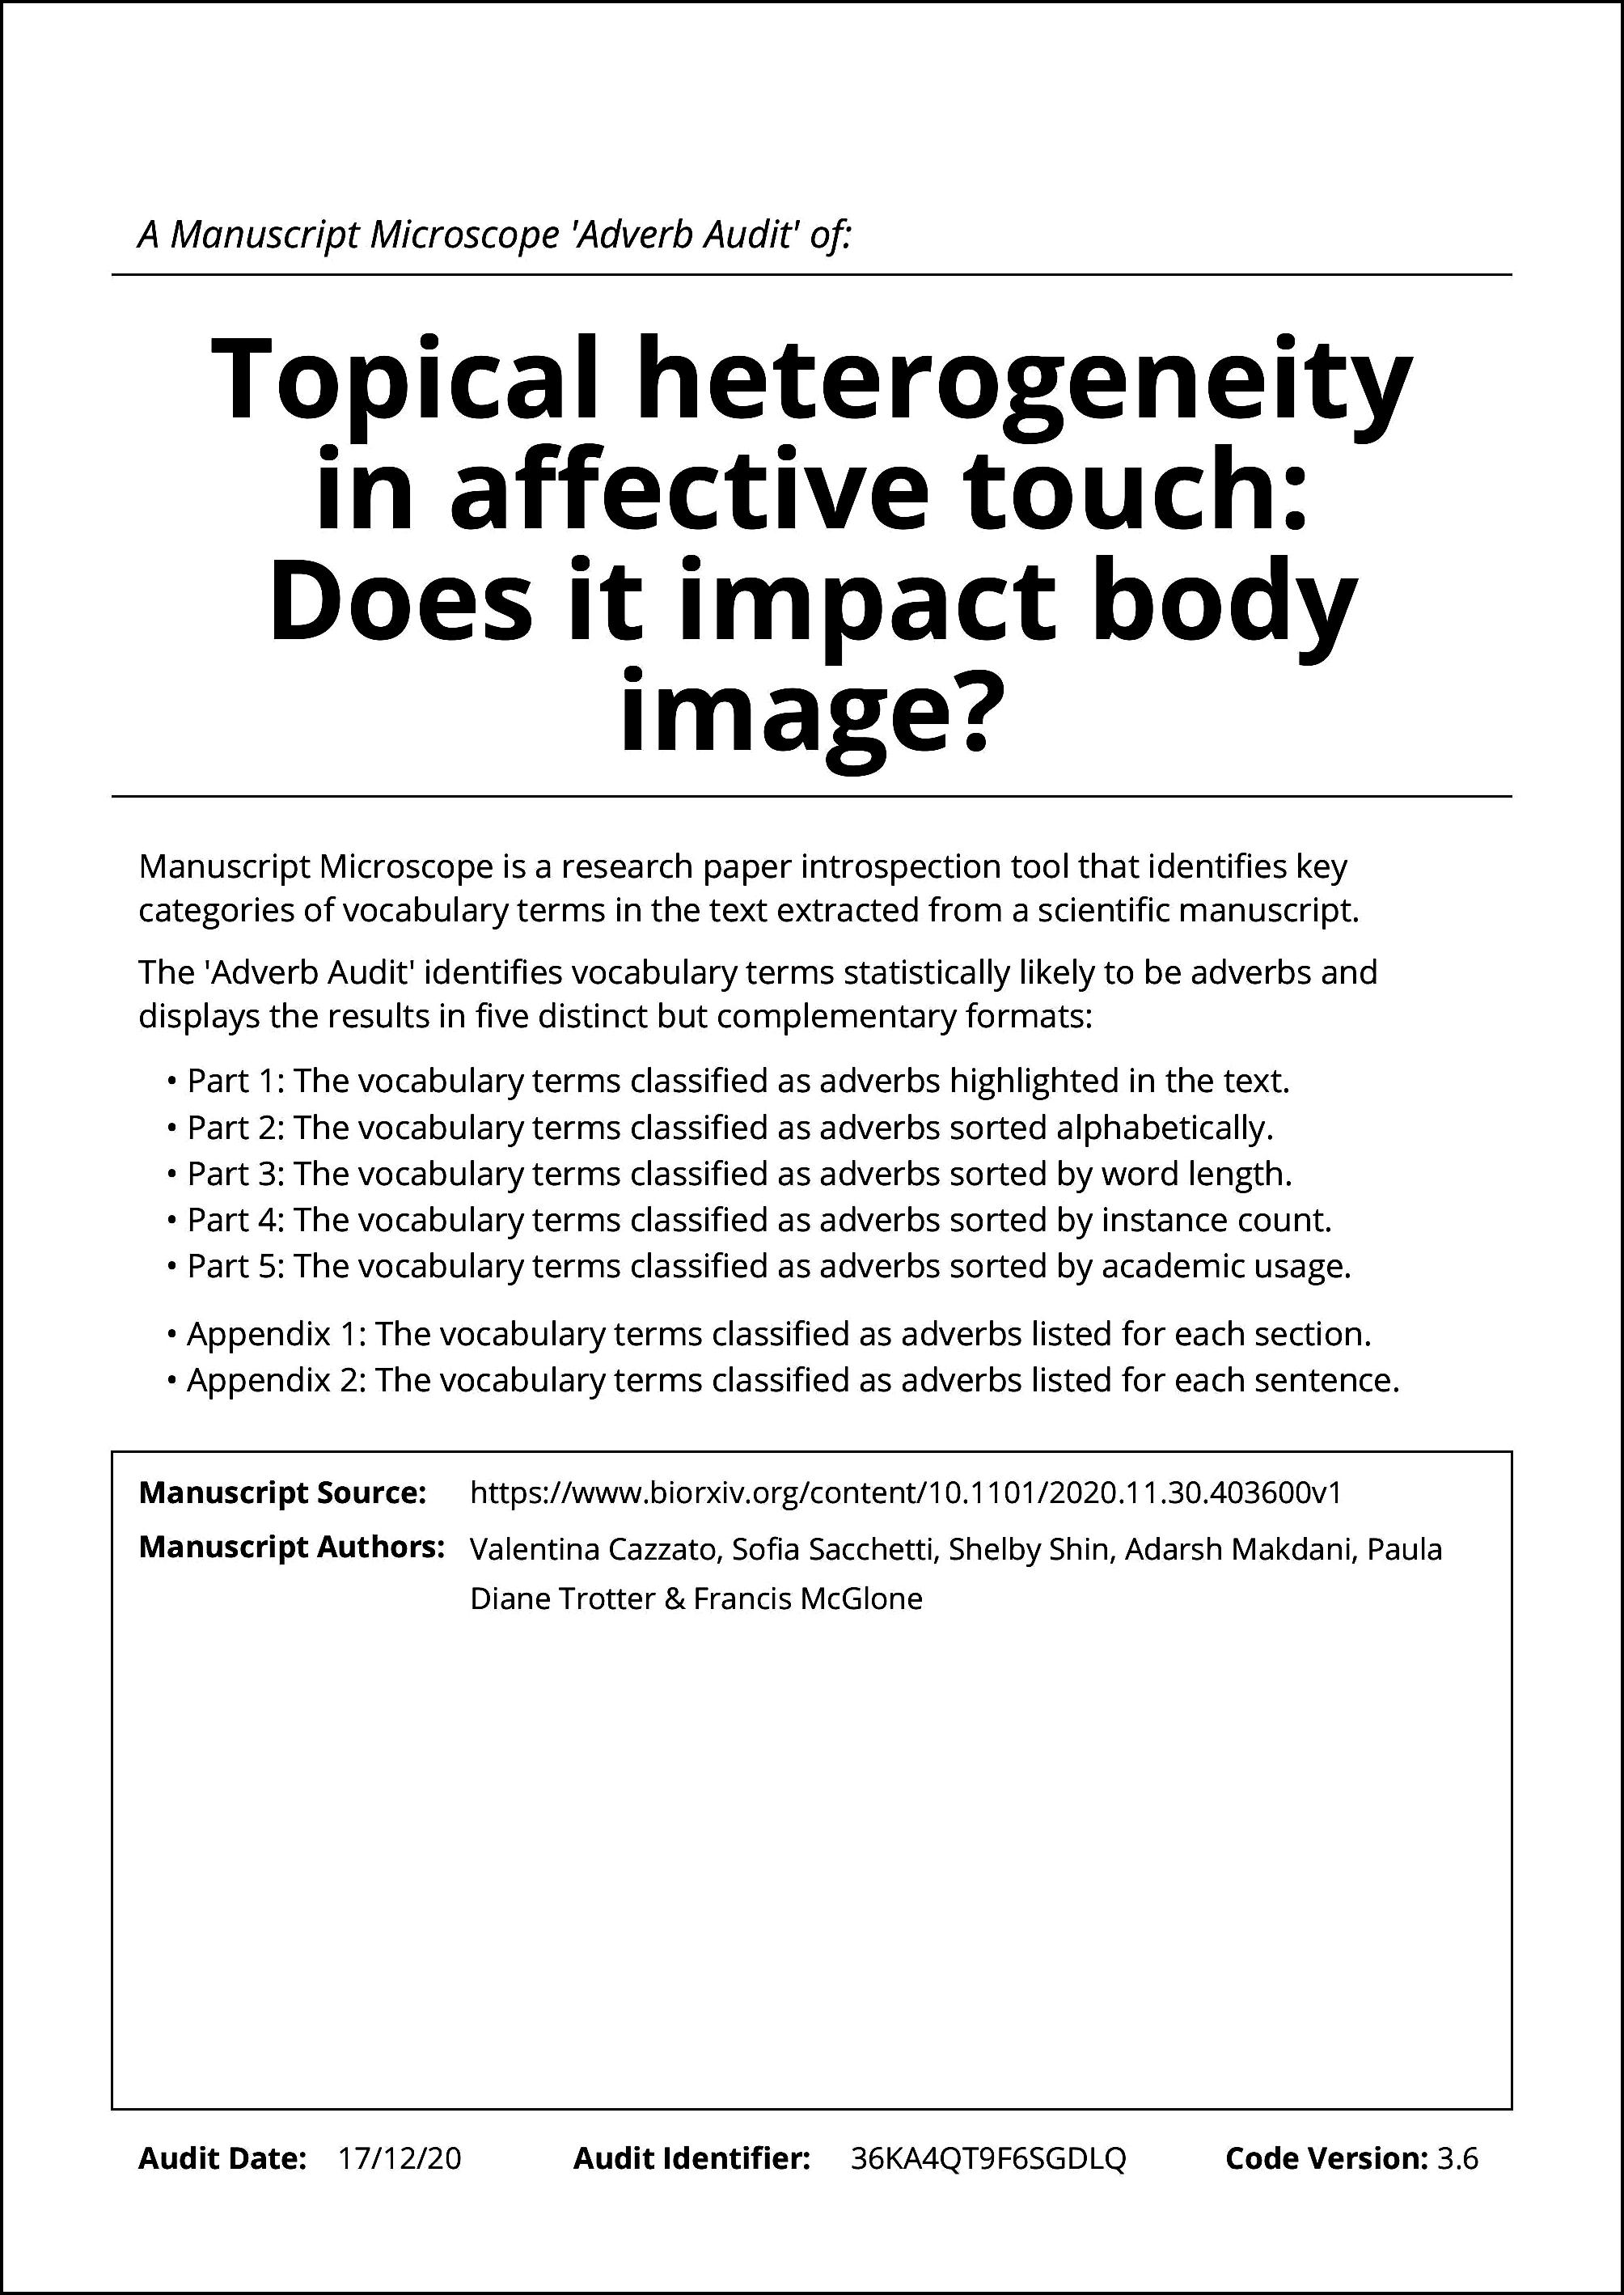 A Manuscript Microscope 'Adverb Audit' of:
Topical heterogeneity
in affective touch:
Does it impact body
image?
Manuscript Microscope is a research paper introspection tool that identifies key
categories of vocabulary terms in the text extracted from a scientific manuscript.
The 'Adverb Audit' identifies vocabulary terms statistically likely to be adverbs and
displays the results in five distinct but complementary formats:
• Part 1: The vocabulary terms classified as adverbs highlighted in the text.
• Part 2: The vocabulary terms classified as adverbs sorted alphabetically.
• Part 3: The vocabulary terms classified as adverbs sorted by word length.
• Part 4: The vocabulary terms classified as adverbs sorted by instance count.
• Part 5: The vocabulary terms classified as adverbs sorted by academic usage.
• Appendix 1: The vocabulary terms classified as adverbs listed for each section.
• Appendix 2: The vocabulary terms classified as adverbs listed for each sentence.
Manuscript Source: https://www.biorxiv.org/content/10.1101/2020.11.30.403600v1
Manuscript Authors: Valentina Cazzato, Sofia Sacchetti, Shelby Shin, Adarsh Makdani, Paula
Diane Trotter & Francis McGlone
Audit Date: 17/12/20 Audit Identifier: 36KA4QT9F6SGDLQ Code Version: 3.6